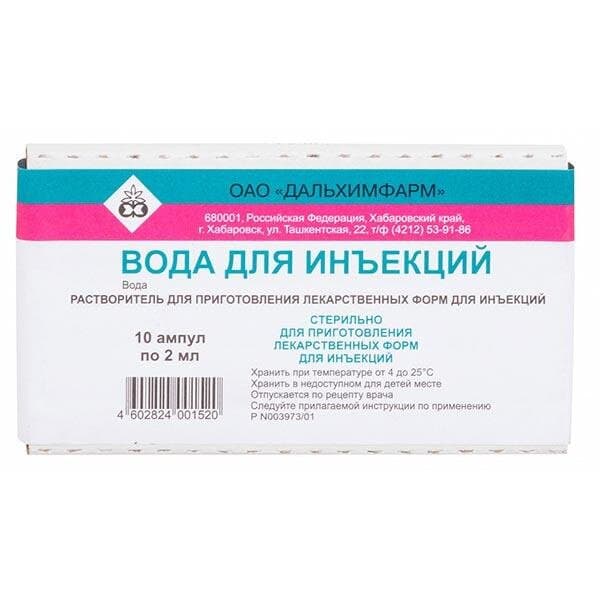 ОАО «ДАЛЬХИМФАРМ»
680001, Российская Федерация, Хабаровский край,
г. Хабаровск, ул. Ташкентская, 22, т/ф (4212) 53-91-86
ВОДА ДЛЯ ИНЪЕКЦИЙ
Вода
РАСТВОРИТЕЛЬ ДЛЯ ПРИГОТОВЛЕНИЯ ЛЕКАРСТВЕННЫХ ФОРМ ДЛЯ ИНЪЕКЦИЙ
10 ампул
по 2 мл
СТЕРИЛЬНО
ДЛЯ ПРИГОТОВЛЕНИЯ
ЛЕКАРСТВЕННЫХ ФОРМ
ДЛЯ ИНЪЕКЦИЙ
Хранить при температуре от 4 до 25°С
Хранить в недоступном для детей месте
Отпускается по рецепту врача
Следуйте прилагаемой инструкции по применению
Р N003973/01
4 602824 001520